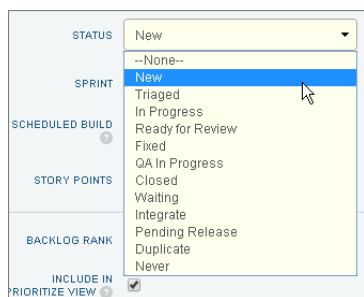 STATUS
New
--None--
New
SPRINT
Triaged
In Progress
SCHEDULED BUILD
Ready for Review
Fixed
QA In Progress
STORY POINTS
Closed
Waiting
Integrate
Pending Release
BACKLOG RANK
Duplicate
Never
INCLUDE IN
PRIORITIZE VIEW